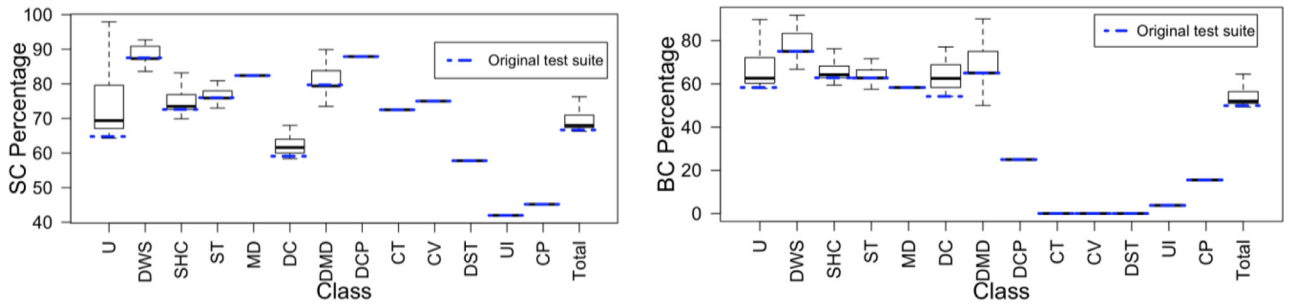 SC Percentage
100
90
80
70
60
50
40
Original test suite
U
DWS
SHC
ST
MD
DC
DMD
DCP
CT
CV
DST
UI
CP
Total
Class
BC Percentage
80
60
40
20
0
Original test suite
U
DWS
SHC
ST
MD
DC
DMD
DCP
CT
CV
DST
UI
CP
Total
Class